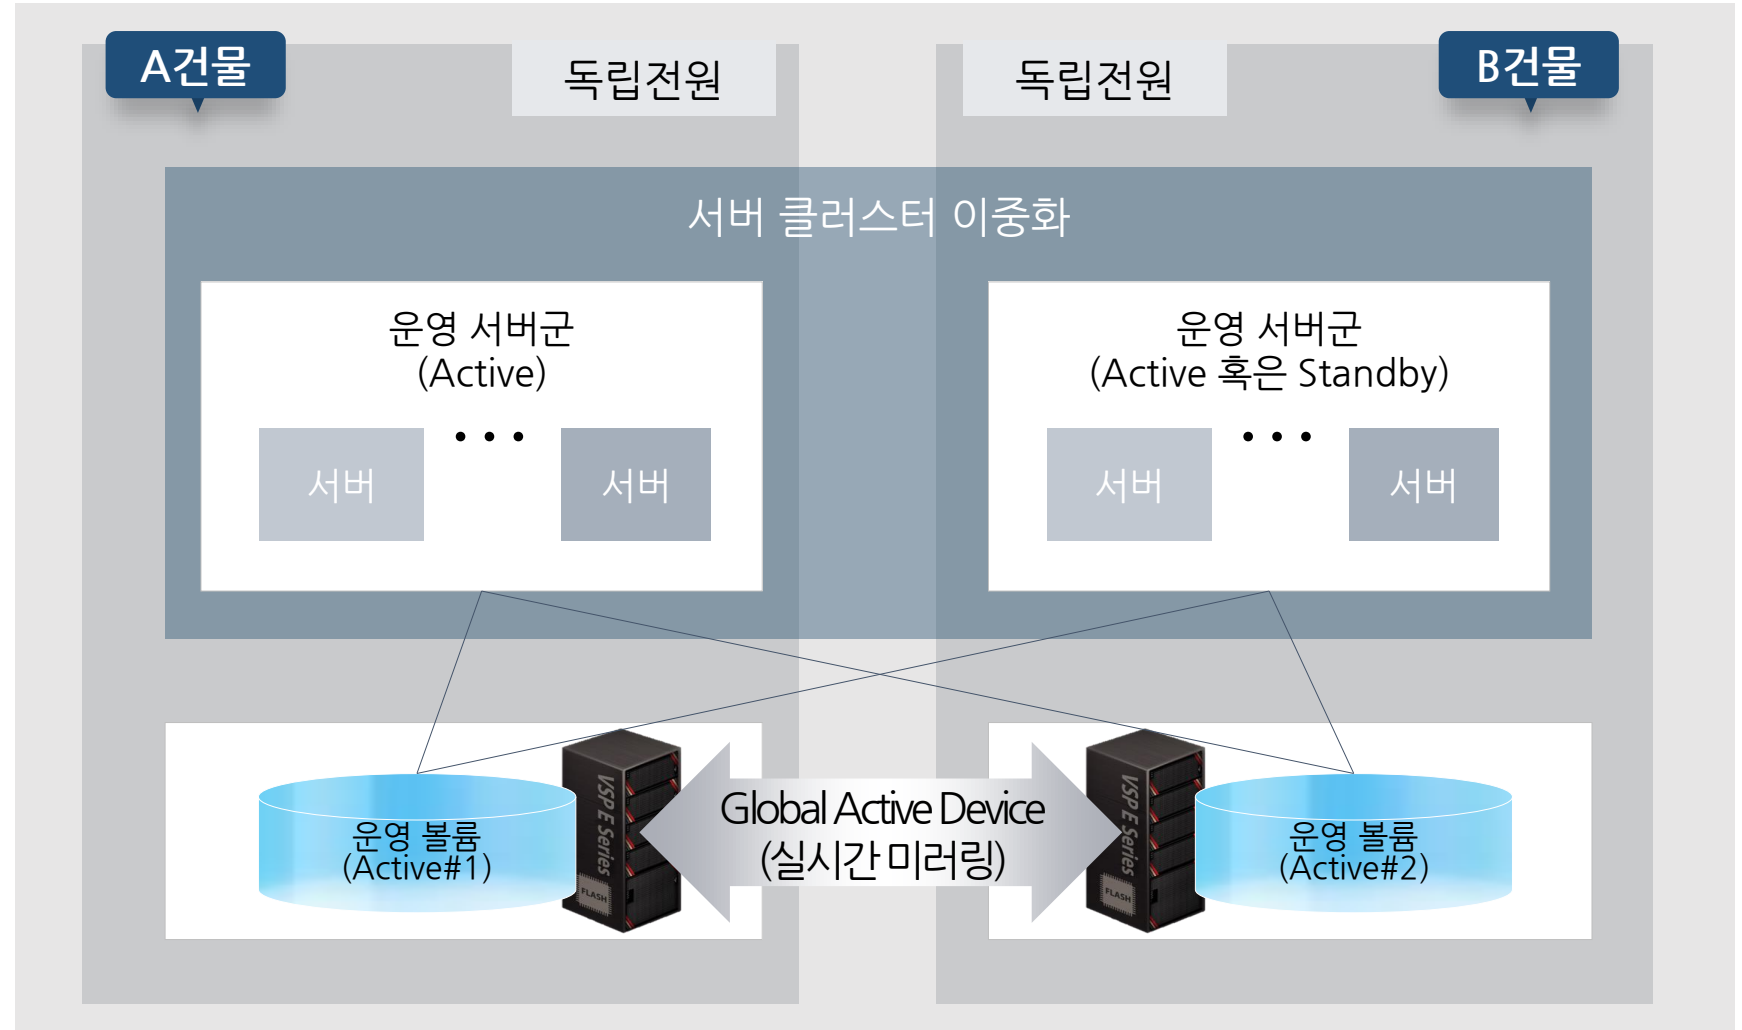 A건물
독립전원
독립전원
B건물
서버 클러스터 이중화
운영 서버군
(Active)
서버
• • •
서버
운영 서버군
(Active 혹은 Standby)
서버
• • •
서버
운영 볼륨
(Active#1)
VSP E Series
FLASH
Global Active Device
(실시간 미러링)
VSP E Series
FLASH
운영 볼륨
(Active#2)